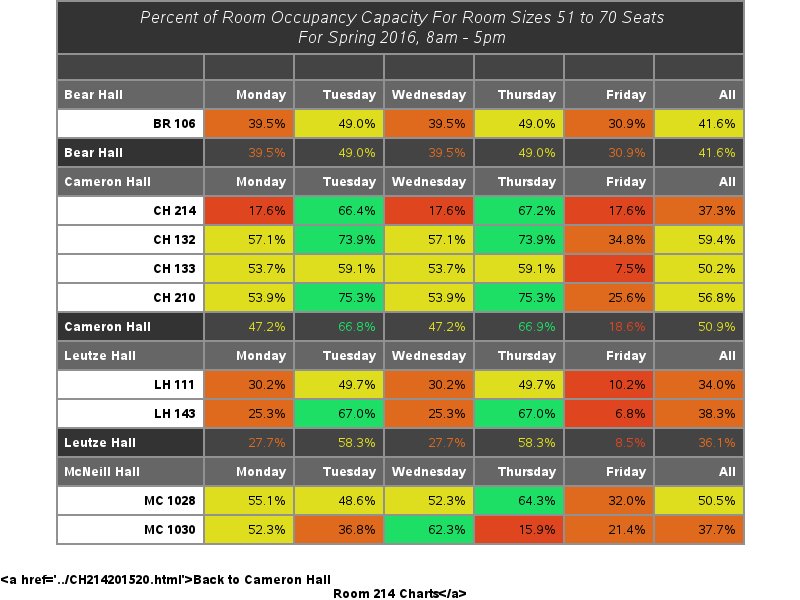 Percent of Room Occupancy Capacity For Room Sizes 51 to 70 Seats
For Spring 2016, 8am - 5pm
Bear Hall Monday Tuesday Wednesday Thursday Friday All
BR 106 39.5% 49.0% 39.5% 49.0% 30.9% 41.6%
Bear Hall 39.5% 49.0% 39.5% 49.0% 30.9% 41.6%
Cameron Hall Monday Tuesday Wednesday Thursday Friday All
CH 214 17.6% 66.4% 17.6% 67.2% 17.6% 37.3%
CH 132 57.1% 73.9% 57.1% 73.9% 34.8% 59.4%
CH 133 53.7% 59.1% 53.7% 59.1% 7.5% 50.2%
CH 210 53.9% 75.3% 53.9% 75.3% 25.6% 56.8%
Cameron Hall 47.2% 66.8% 47.2% 66.9% 18.6% 50.9%
Leutze Hall Monday Tuesday Wednesday Thursday Friday All
LH 111 30.2% 49.7% 30.2% 49.7% 10.2% 34.0%
LH 143 25.3% 67.0% 25.3% 67.0% 6.8% 38.3%
Leutze Hall 27.7% 58.3% 27.7% 58.3% 8.5% 36.1%
McNeill Hall Monday Tuesday Wednesday Thursday Friday All
MC 1028 55.1% 48.6% 52.3% 64.3% 32.0% 50.5%
MC 1030 52.3% 36.8% 62.3% 15.9% 21.4% 37.7%
<a href='../CH214201520.html'>Back to Cameron Hall
Room 214 Charts</a>